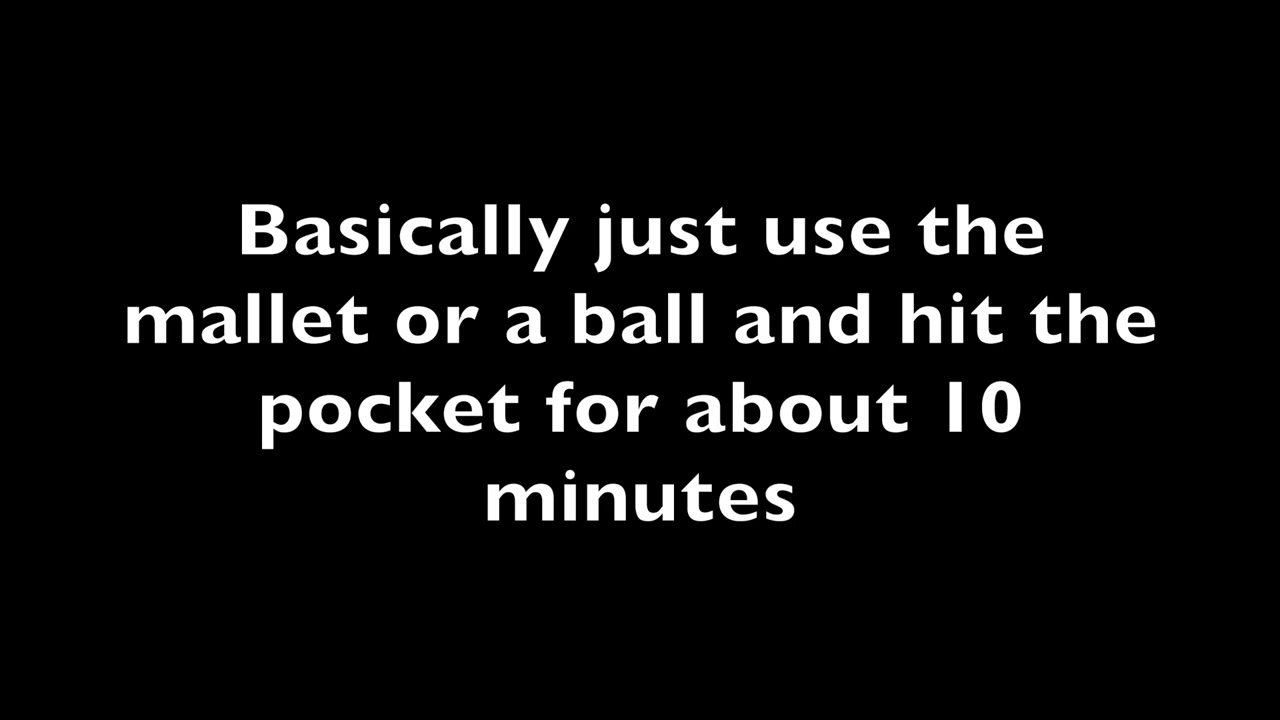 Basically just use the
mallet or a ball and hit the
pocket for about 10
minutes